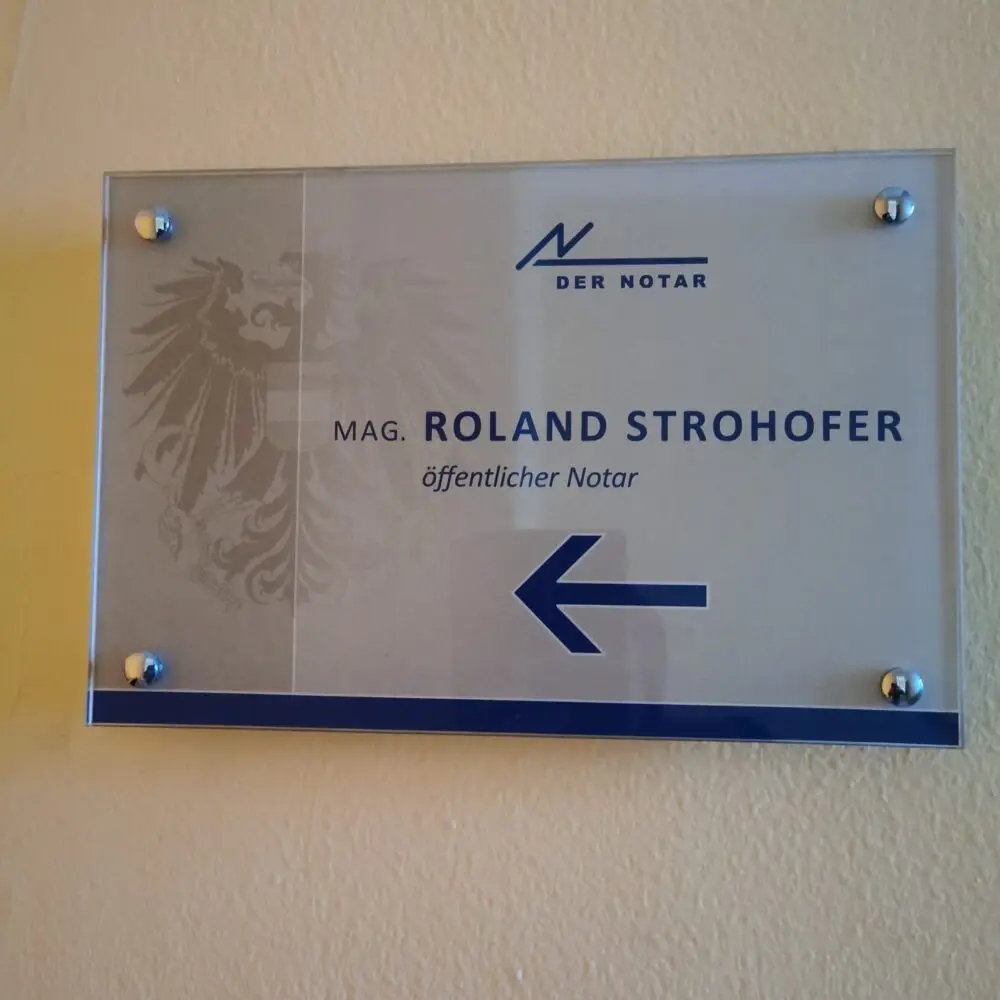 DER NOTAR
MAG. ROLAND STROHOFER
öffentlicher Notar